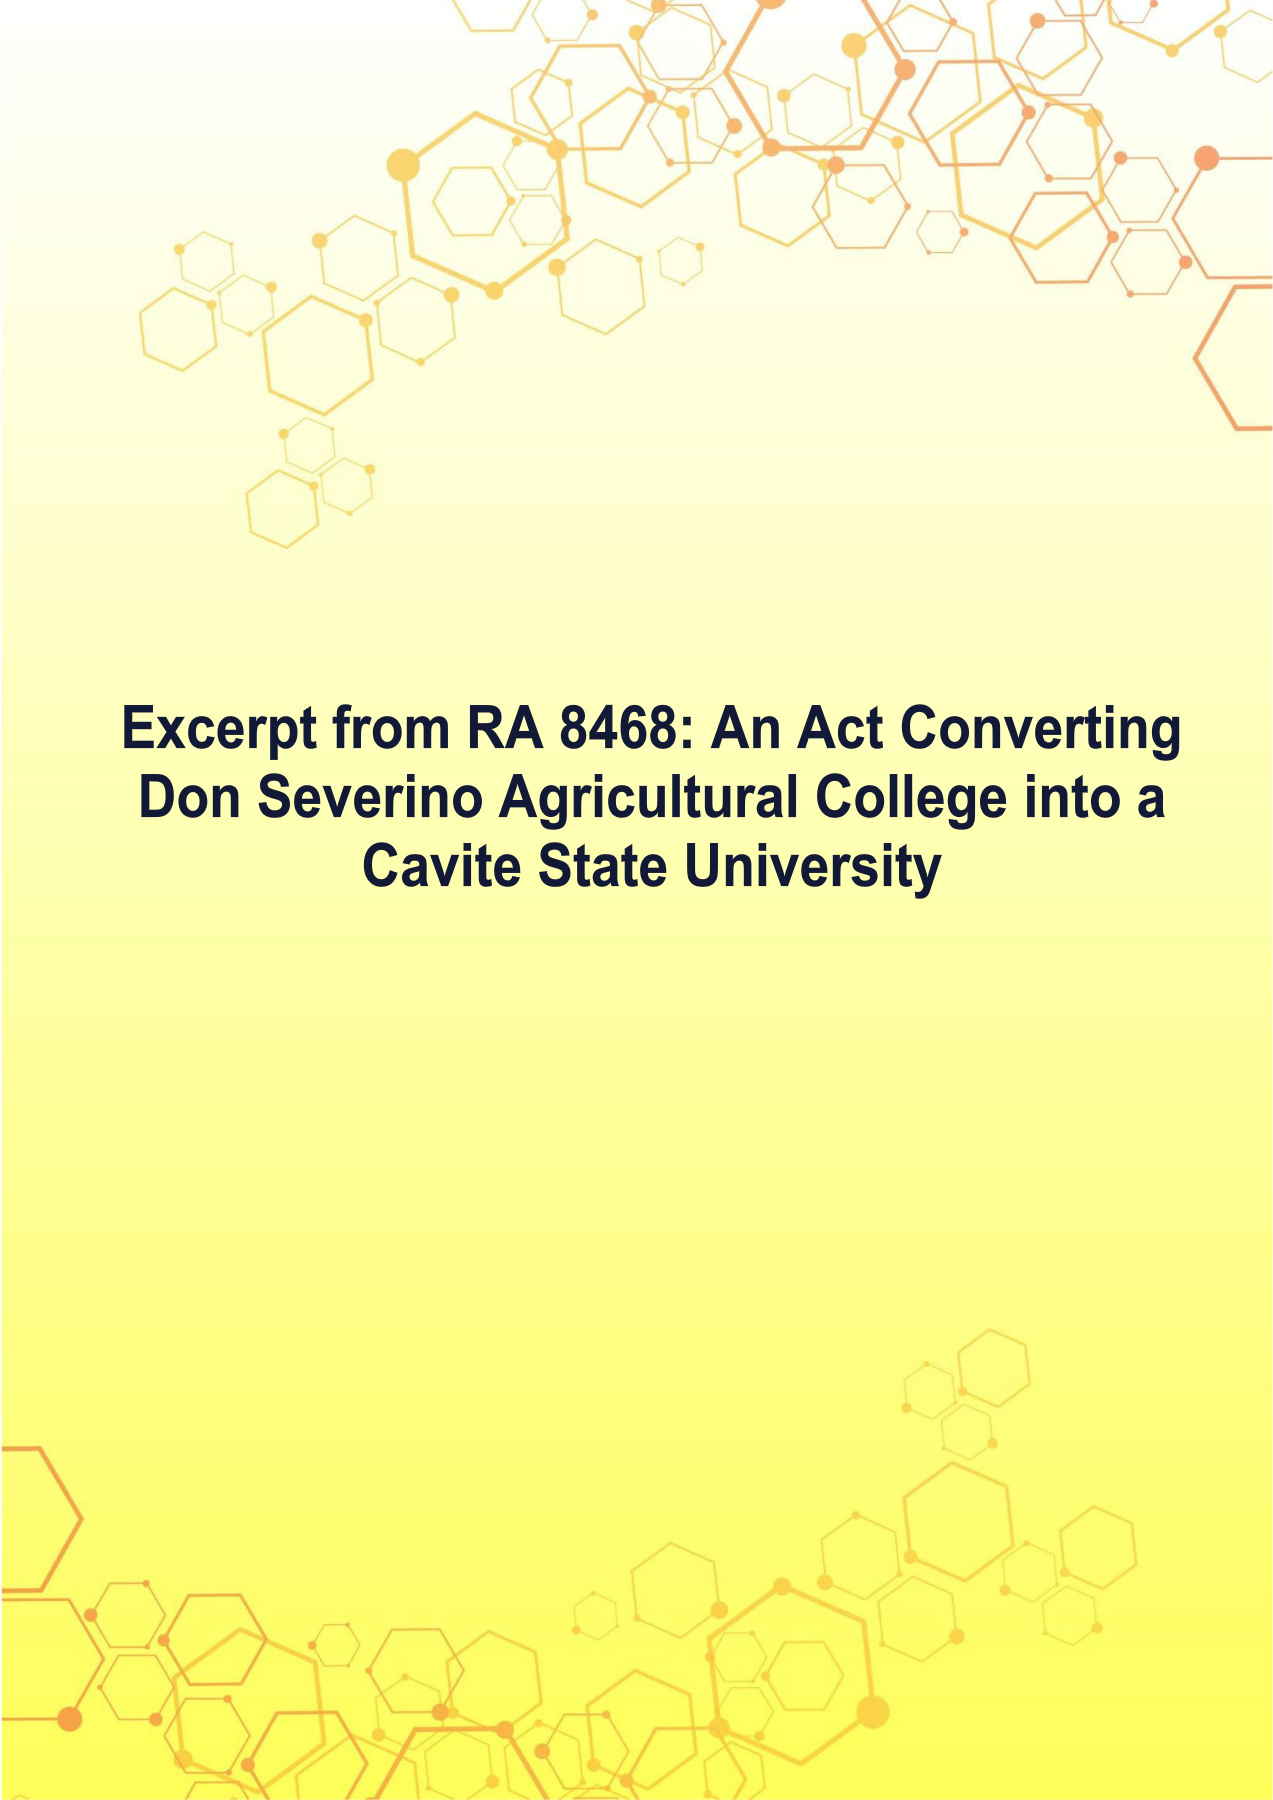 Excerpt from RA 8468: An Act Converting
Don Severino Agricultural College into a
Cavite State University